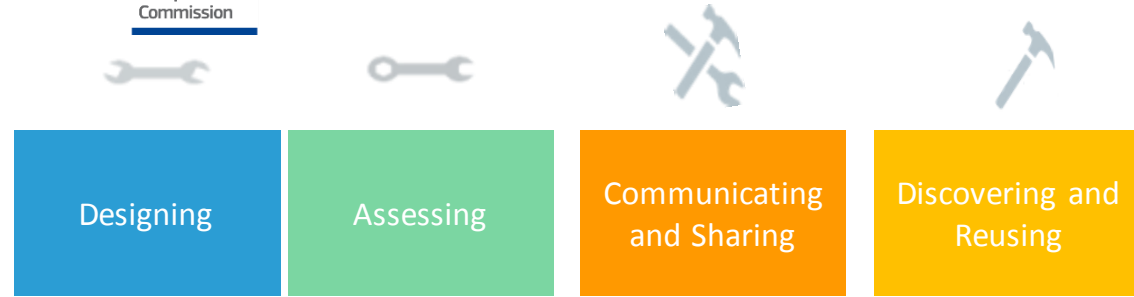 Commission
Designing
Assessing
Communicating
and Sharing
Discovering and
Reusing